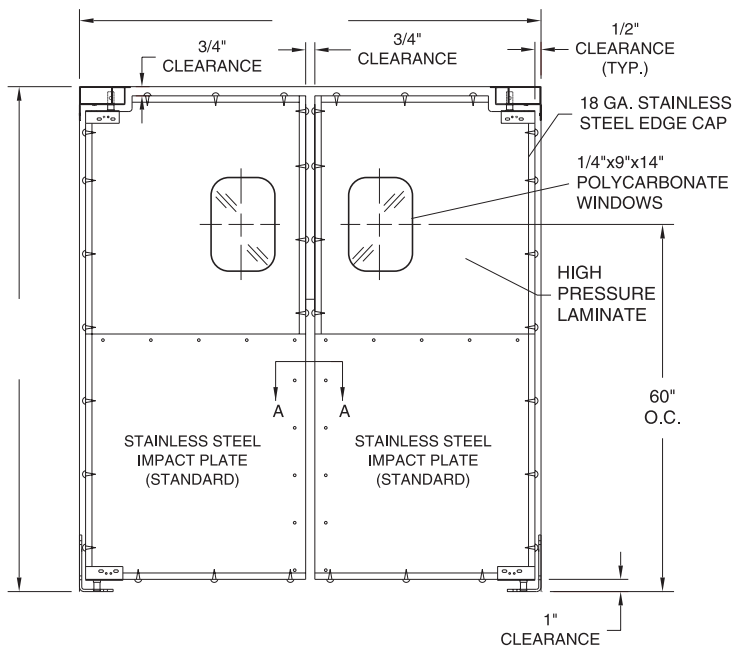 3/4"
CLEARANCE
3/4"
CLEARANCE
1/2"
CLEARANCE
(TYP.)
18 GA. STAINLESS
STEEL EDGE CAP
1/4"x9"x14"
POLYCARBONATE
WINDOWS
HIGH
PRESSURE
LAMINATE
60"
O.C.
A
A
STAINLESS STEEL
IMPACT PLATE
(STANDARD)
STAINLESS STEEL
IMPACT PLATE
(STANDARD)
1"
CLEARANCE